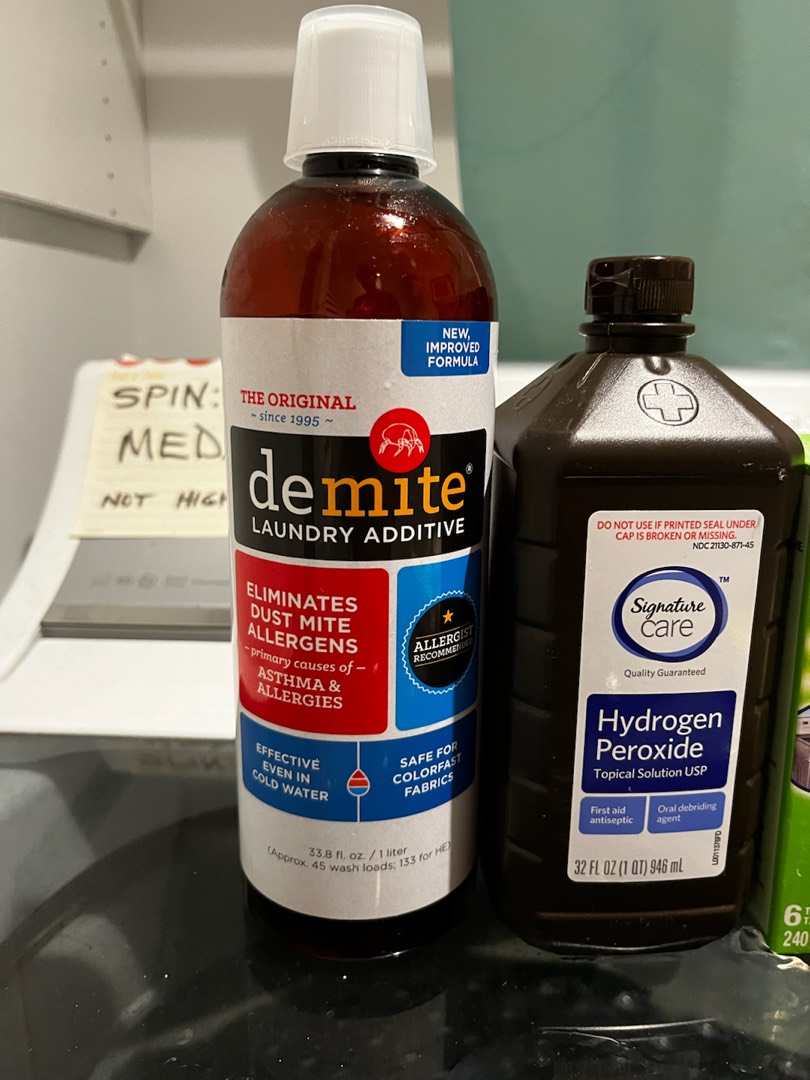 SPIN:
MED.
NOT HIGH
NEW,
IMPROVED
FORMULA
THE ORIGINAL
~ since 1995 ~
demite®
LAUNDRY ADDITIVE
ELIMINATES
DUST MITE
ALLERGENS
- primary causes of -
ASTHMA &
ALLERGIES
ALLERGIST
RECOMMENDED
EFFECTIVE
EVEN IN
COLD WATER
SAFE FOR
COLORFAST
FABRICS
33.8 fl. oz. / 1 liter
(Approx. 45 wash loads; 133 for HE)
DO NOT USE IF PRINTED SEAL UNDER
CAP IS BROKEN OR MISSING.
NDC 21130-871-45
Signature
care
TM
Quality Guaranteed
Hydrogen
Peroxide
Topical Solution USP
First aid
antiseptic
Oral debriding
agent
32 FL OZ (1 QT) 946 mL
6
240